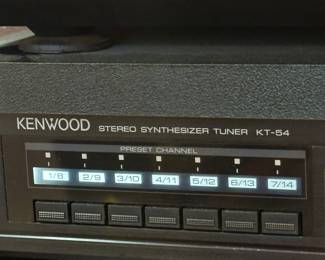 KENWOOD STEREO SYNTHESIZER TUNER KT-54
PRESET CHANNEL
1/8 2/9 3/10 4/11 5/12 6/13 7/14